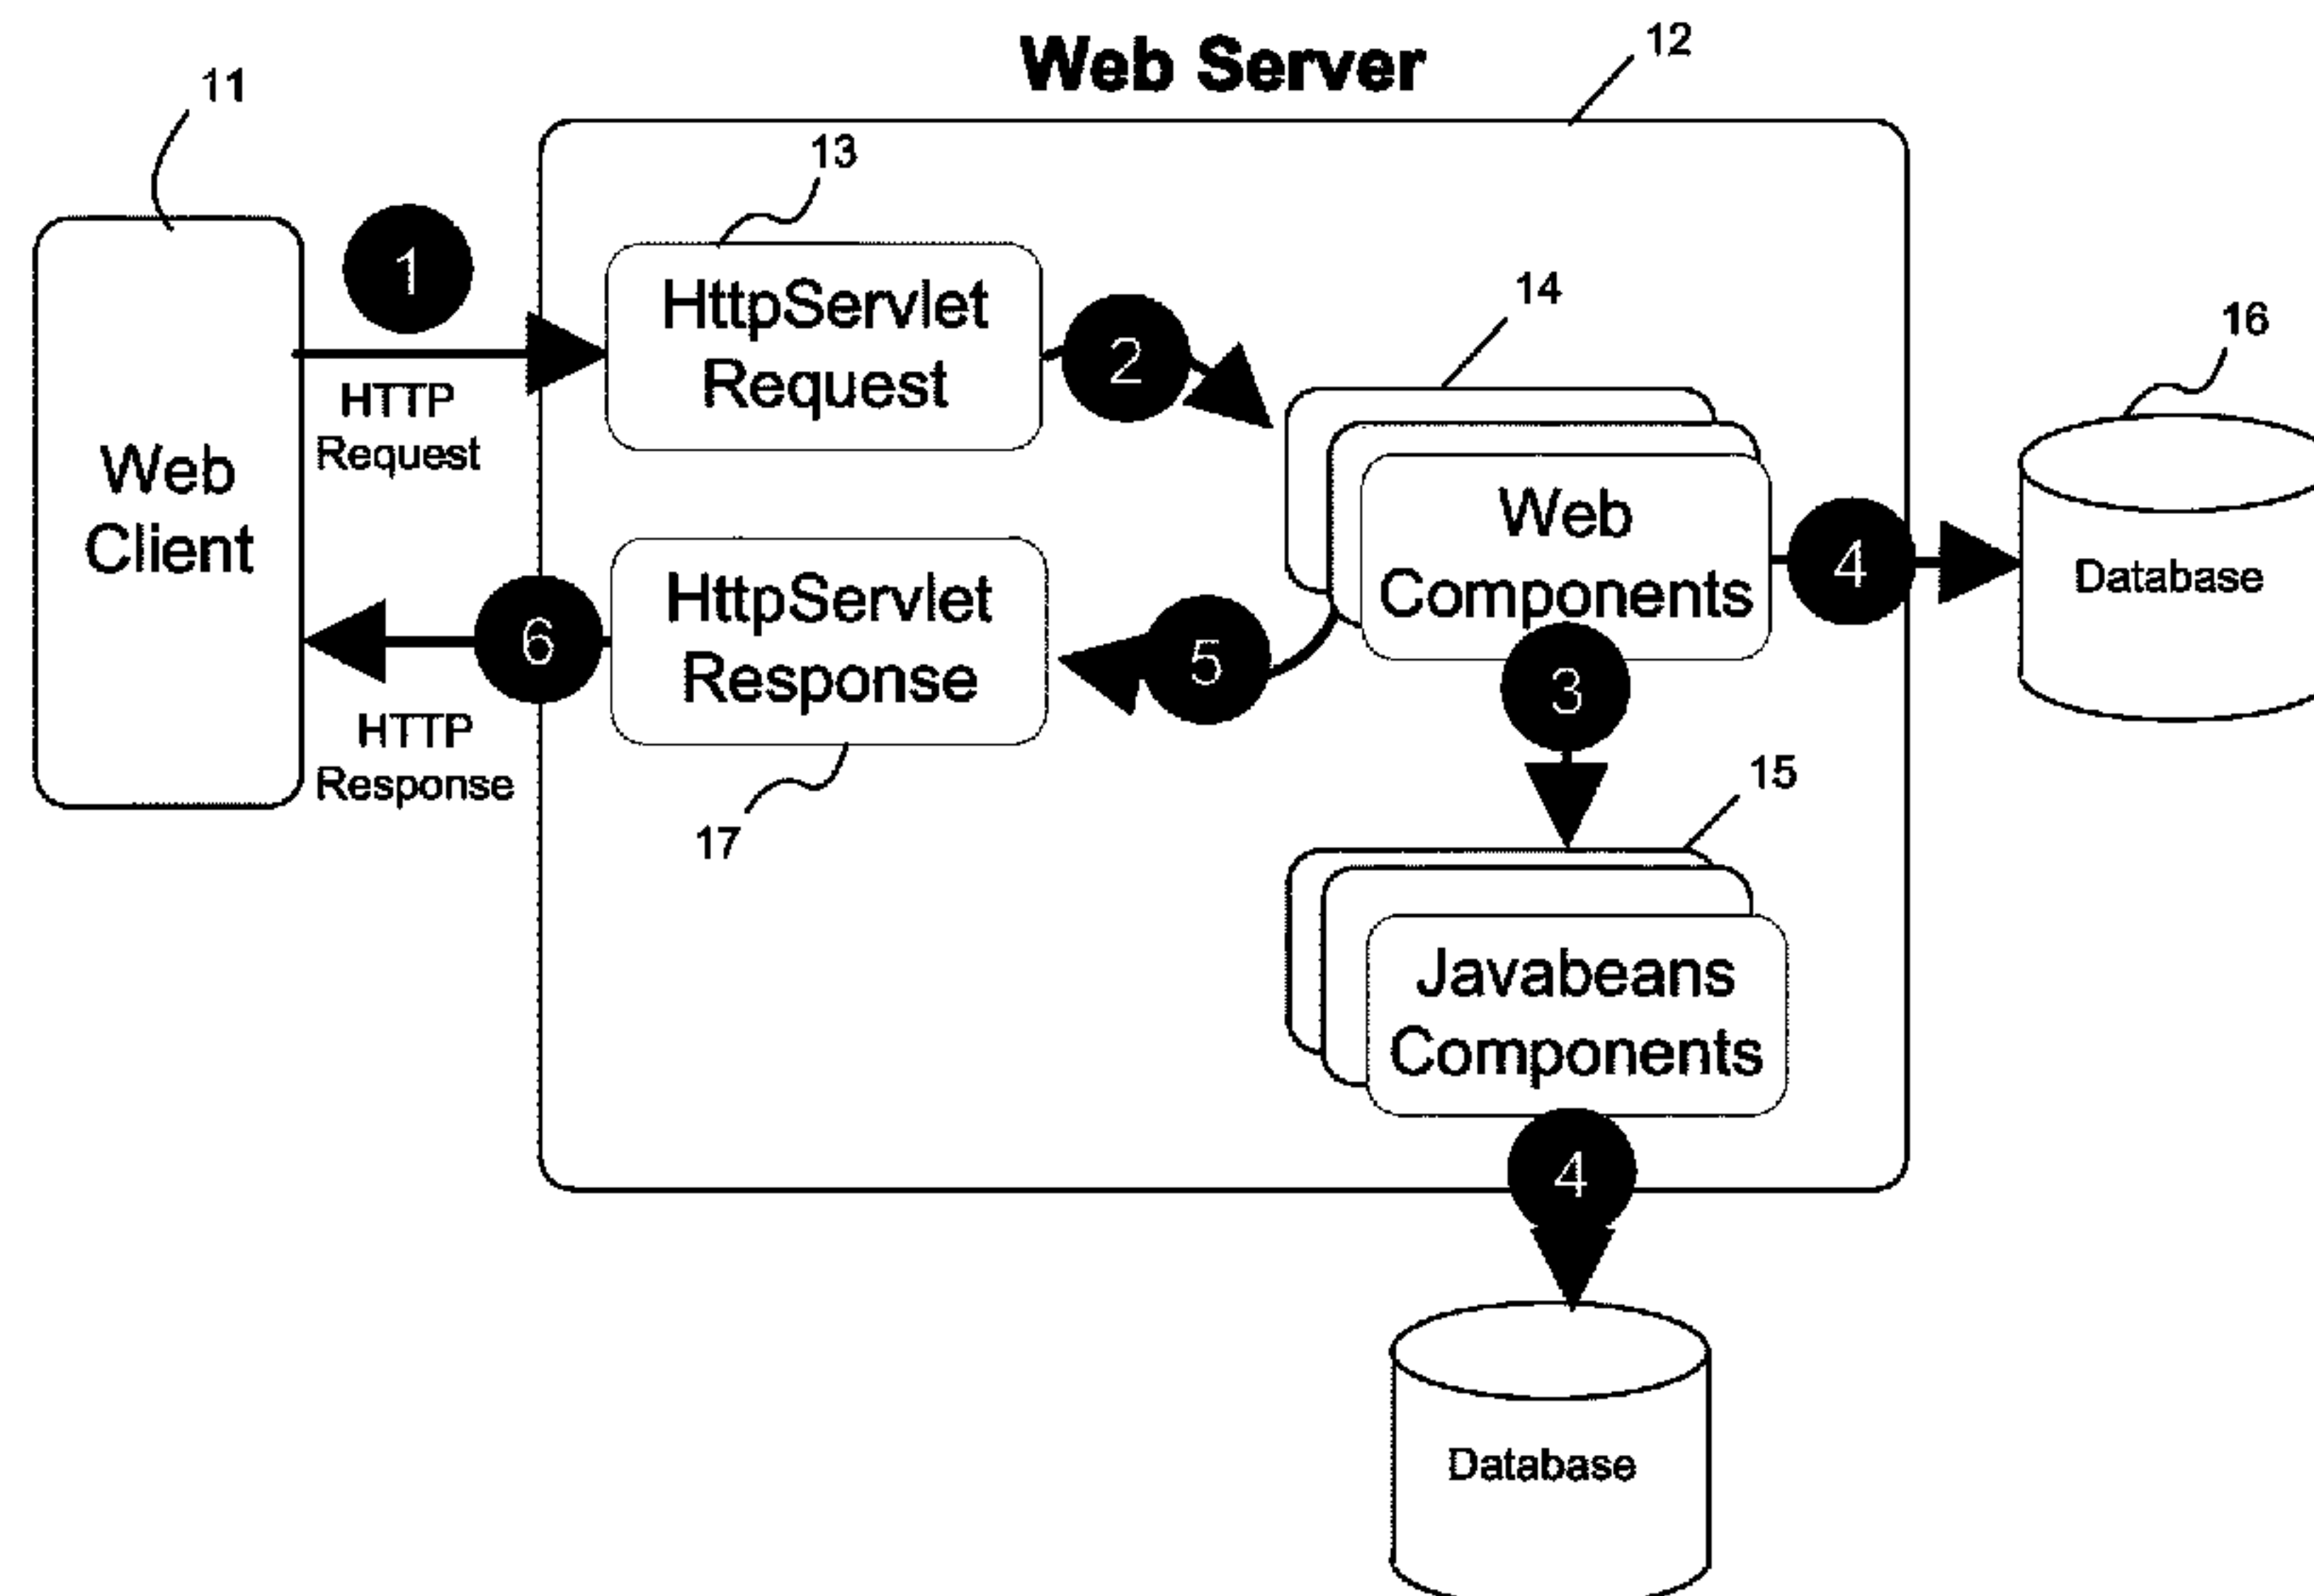 Web Server
12
11
13
1
HttpServlet
Request
2
14
16
HTTP
Request
Web
Client
Web
Components
4
Database
HttpServlet
Response
6
5
3
HTTP
Response
17
15
Javabeans
Components
4
Database